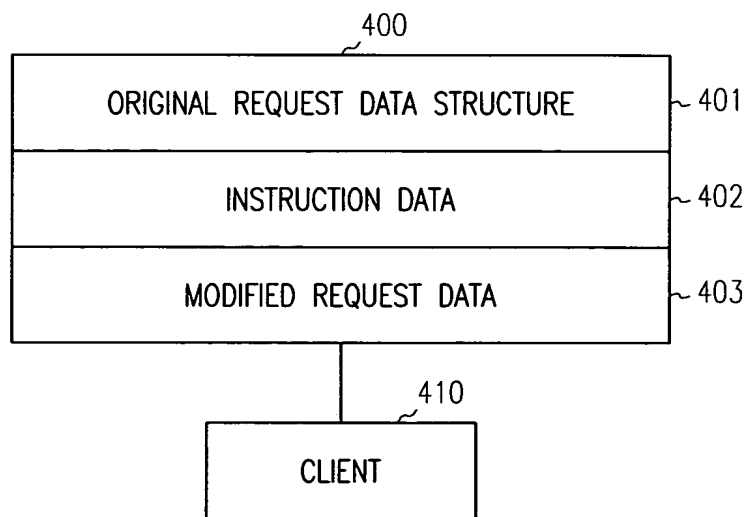 400
ORIGINAL REQUEST DATA STRUCTURE
401
INSTRUCTION DATA
402
MODIFIED REQUEST DATA
403
410
CLIENT